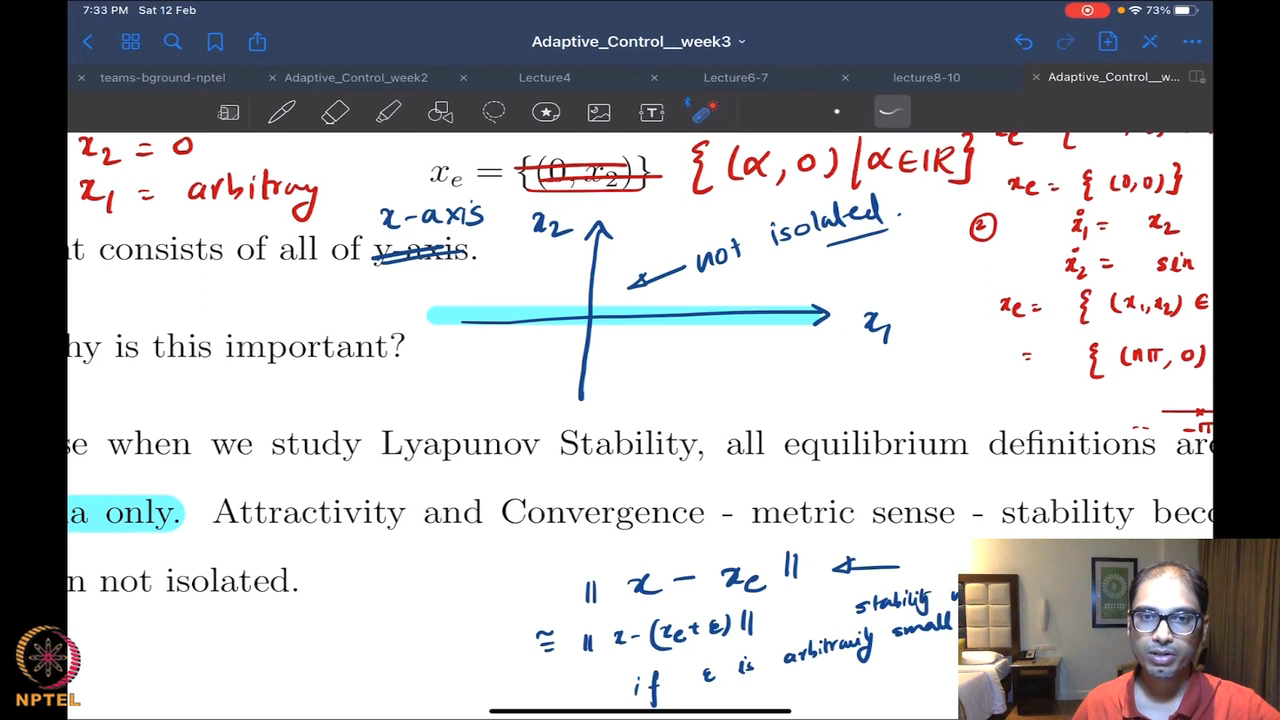 7:33 PM Sat 12 Feb
73%
Adaptive_Control__week3
teams-bground-nptel
Adaptive_Control_week2
Lecture4
Lecture6-7
lecture8-10
Adaptive_Control__w...
x₂ = 0
x₁ = arbitray
xₑ = {(0, x₂)} {(α, 0) | α ∈ ℝ}
xₑ = {(0,0)}
x-axis
t consists of all of y-axis.
x₂
not isolated.
x₁
② ẋ₁ = x₂
ẋ₂ = sin
xₑ = {(x₁, x₂) ∈
= {(nπ, 0)
-π
hy is this important?
se when we study Lyapunov Stability, all equilibrium definitions are
a only. Attractivity and Convergence - metric sense - stability beco
n not isolated.
‖ x - xₑ ‖
≅ ‖ x - (xₑ + ε) ‖
if ε is arbitrarily small
stability
NPTEL